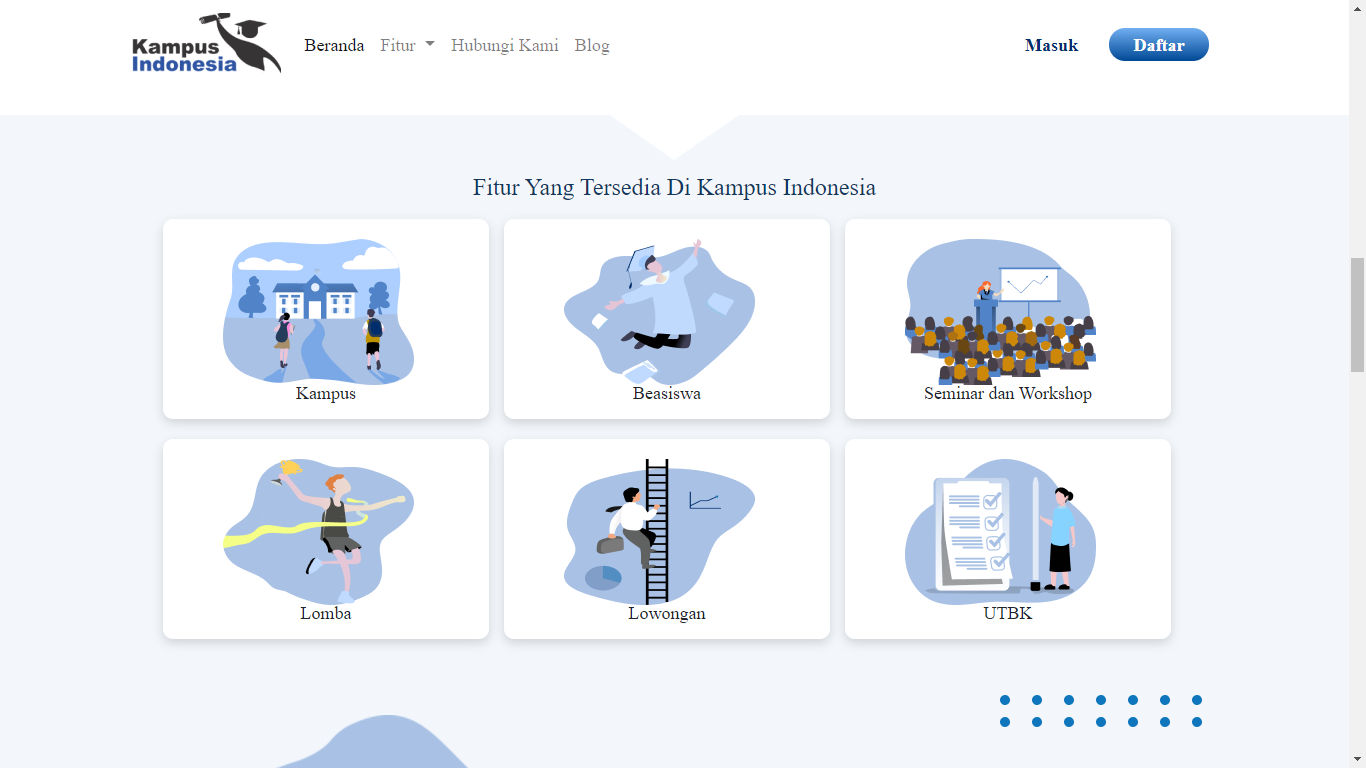 Kampus
Indonesia
Beranda
Fitur
Hubungi Kami
Blog
Masuk
Daftar
Fitur Yang Tersedia Di Kampus Indonesia
Kampus
Beasiswa
Seminar dan Workshop
Lomba
Lowongan
UTBK